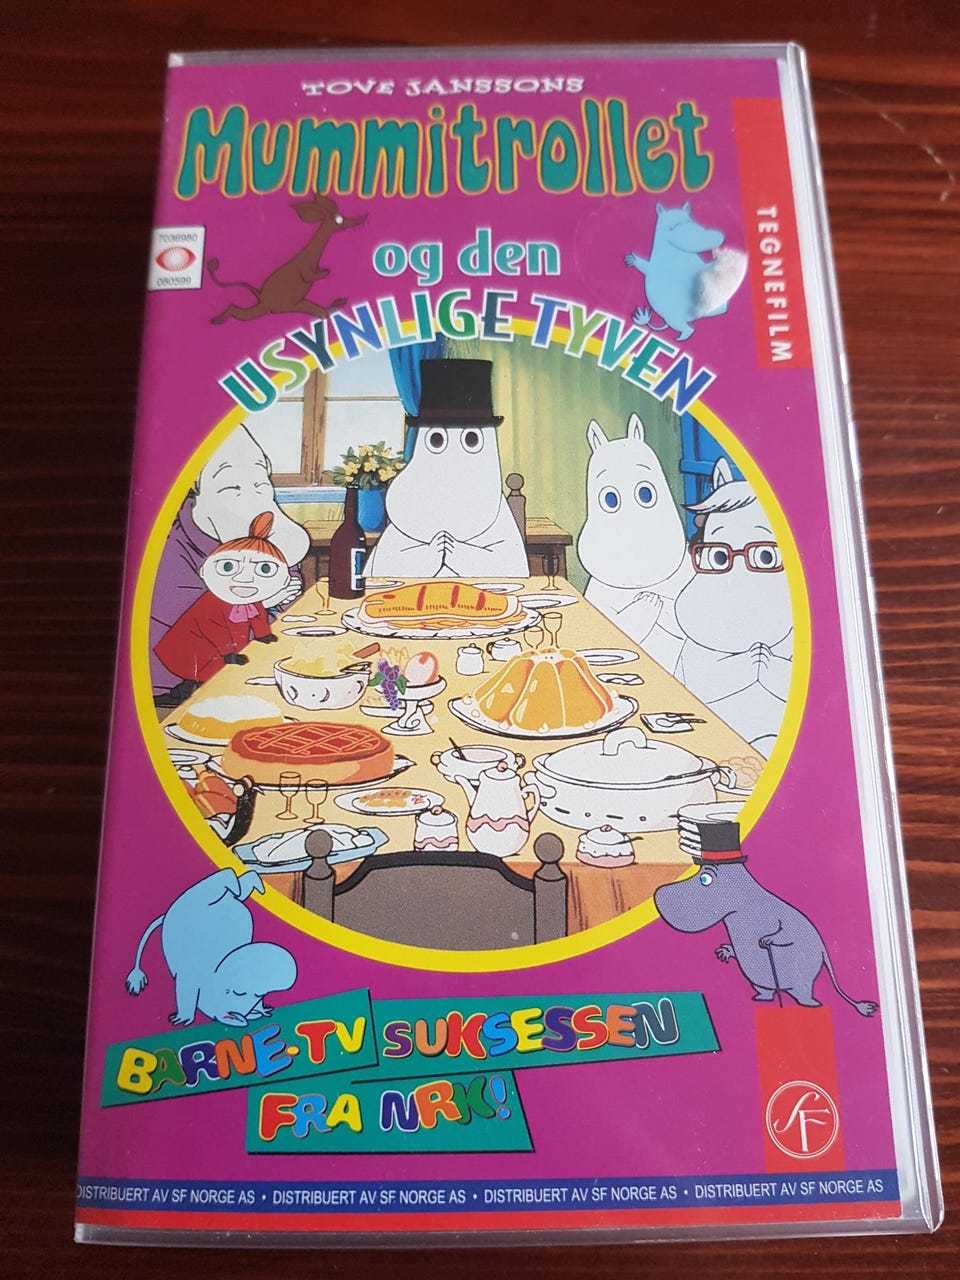 TOVE JANSSONS
Mummitrollet
og den
USYNLIGE TYVEN
TEGNEFILM
7036980
080599
BARNE-TV SUKSESSEN
FRA NRK!
SF
DISTRIBUERT AV SF NORGE AS • DISTRIBUERT AV SF NORGE AS • DISTRIBUERT AV SF NORGE AS • DISTRIBUERT AV SF NORGE AS